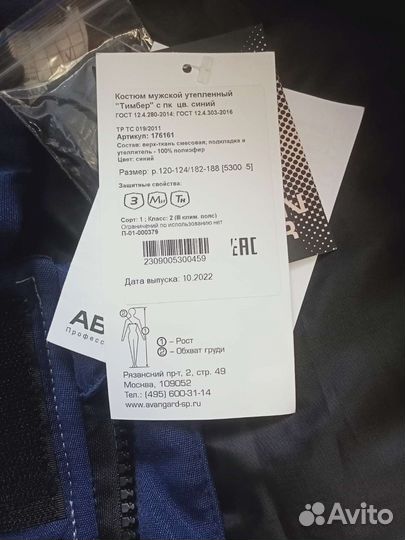 Костюм мужской утепленный
"Тимбер" с пк цв. синий
ГОСТ 12.4.280-2014; ГОСТ 12.4.303-2016
ТР ТС 019/2011
Артикул: 176161
Состав: верх-ткань смесовая; подкладка и
утеплитель - 100% полиэфир
Цвет: синий
Размер: р.120-124/182-188 [5300 5]
Защитные свойства:
З Ми Тн
Сорт: 1 ; Класс: 2 (III клим. пояс)
Ограничений по использованию нет
П-01-000379
2309005300459
ЕАС
Дата выпуска: 10.2022
2
1
1 – Рост
2 – Обхват груди
Рязанский пр-т, 2, стр. 49
Москва, 109052
Тел.: (495) 600-31-14
www.avangard-sp.ru
Avito